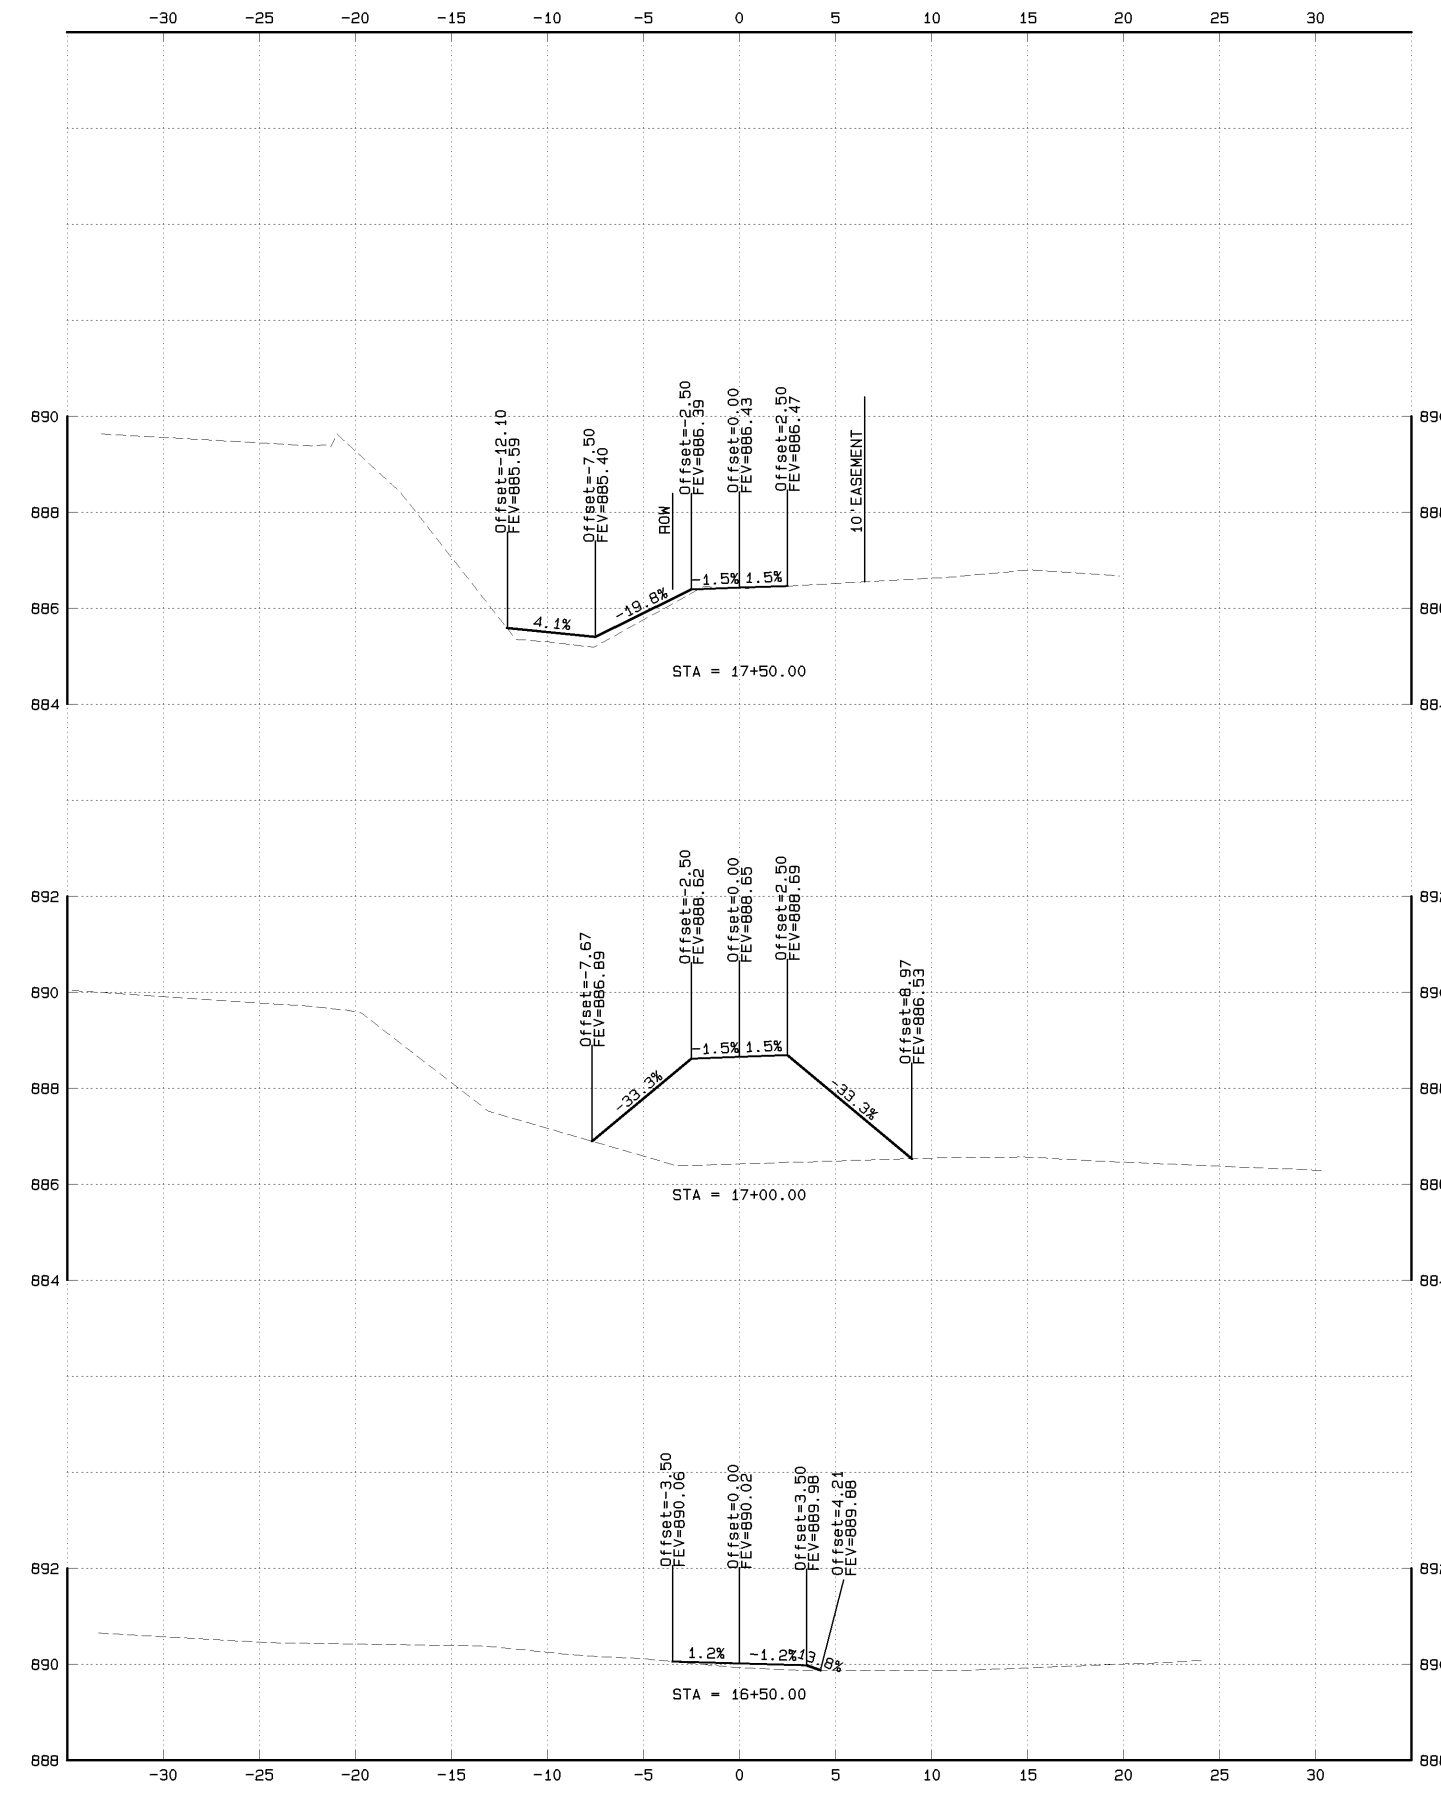 -30 -25 -20 -15 -10 -5 0 5 10 15 20 25 30
Offset=-12.10
FEV=885.59
Offset=-7.50
FEV=885.40
ROW
Offset=-2.50
FEV=886.39
Offset=0.00
FEV=886.43
Offset=2.50
FEV=886.47
10'EASEMENT
890
888
886
884
4.1%
-19.8%
-1.5%
1.5%
STA = 17+50.00
Offset=-7.67
FEV=886.89
Offset=-2.50
FEV=888.62
Offset=0.00
FEV=888.65
Offset=2.50
FEV=888.69
Offset=8.97
FEV=886.53
892
890
888
886
884
-33.3%
-1.5%
1.5%
-33.3%
STA = 17+00.00
Offset=-3.50
FEV=890.06
Offset=0.00
FEV=890.02
Offset=3.50
FEV=889.98
Offset=4.21
FEV=889.88
892
890
888
1.2%
-1.2%
-13.8%
STA = 16+50.00
-30 -25 -20 -15 -10 -5 0 5 10 15 20 25 30